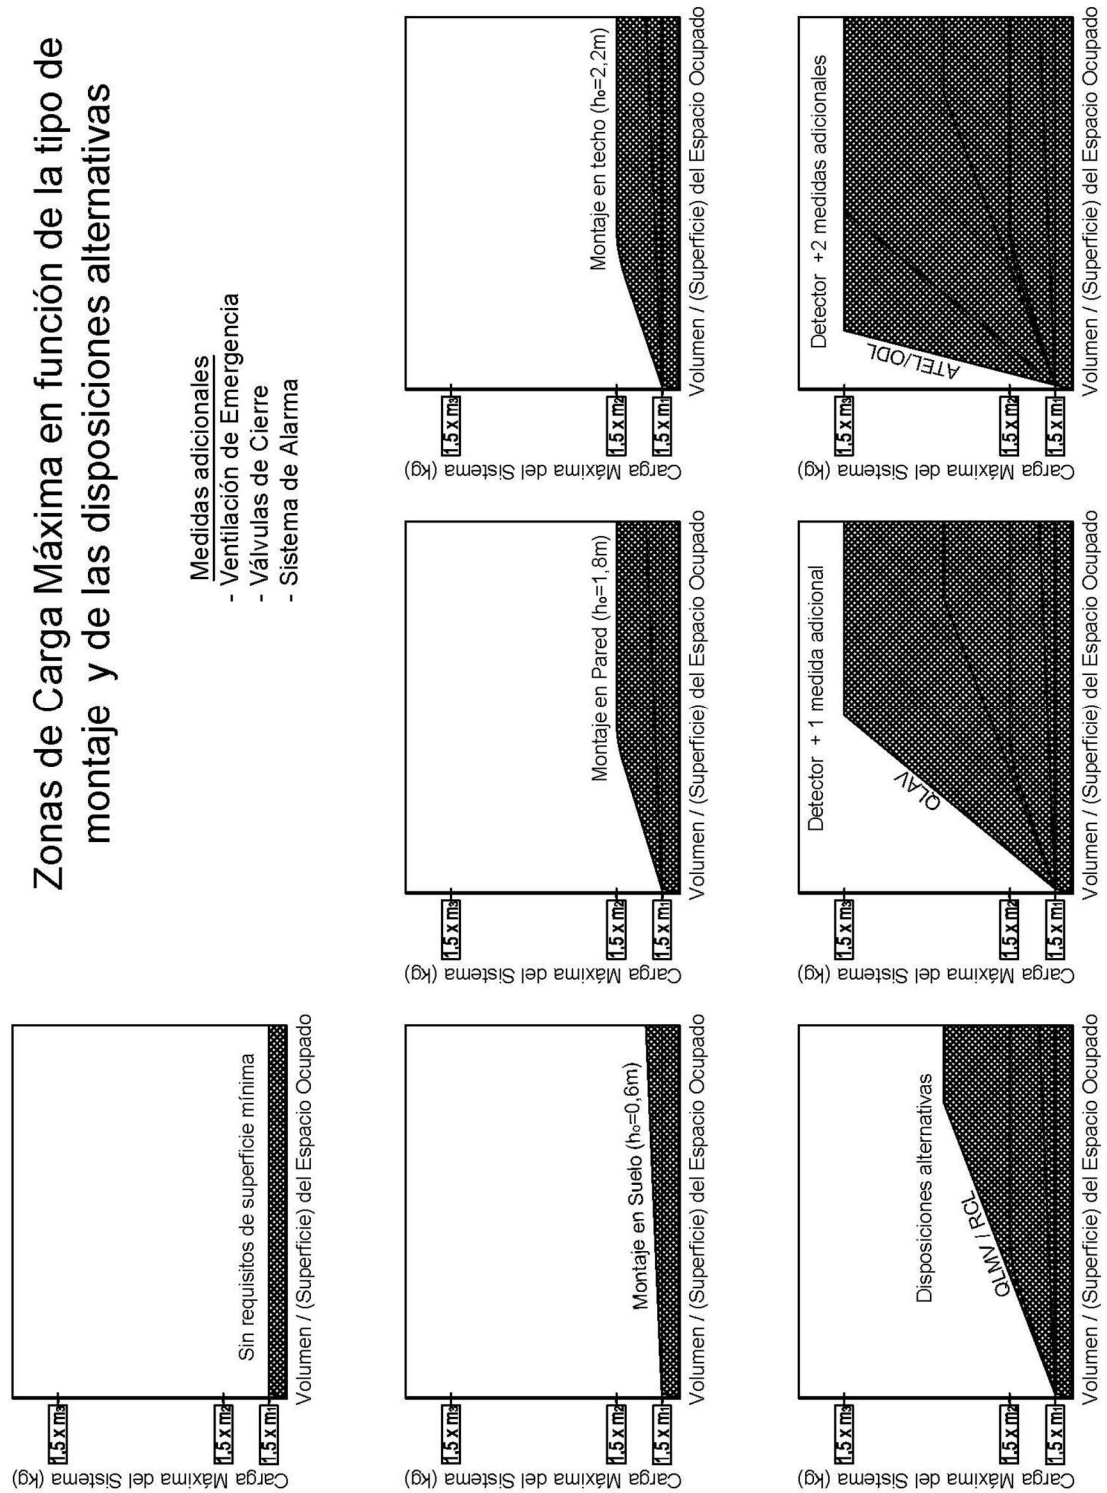 Zonas de Carga Máxima en función de la tipo de
montaje y de las disposiciones alternativas
Medidas adicionales
- Ventilación de Emergencia
- Válvulas de Cierre
- Sistema de Alarma
Carga Máxima del Sistema (kg)
1.5 x m3
1.5 x m2
1.5 x m1
Sin requisitos de superficie mínima
Volumen / (Superficie) del Espacio Ocupado
Carga Máxima del Sistema (kg)
1.5 x m3
1.5 x m2
1.5 x m1
Montaje en Suelo (h₀=0,6m)
Volumen / (Superficie) del Espacio Ocupado
Carga Máxima del Sistema (kg)
1.5 x m3
1.5 x m2
1.5 x m1
Montaje en Pared (h₀=1,8m)
Volumen / (Superficie) del Espacio Ocupado
Carga Máxima del Sistema (kg)
1.5 x m3
1.5 x m2
1.5 x m1
Montaje en techo (h₀=2,2m)
Volumen / (Superficie) del Espacio Ocupado
Carga Máxima del Sistema (kg)
1.5 x m3
1.5 x m2
1.5 x m1
Disposiciones alternativas
QLMV / RCL
Volumen / (Superficie) del Espacio Ocupado
Carga Máxima del Sistema (kg)
1.5 x m3
1.5 x m2
1.5 x m1
Detector + 1 medida adicional
QLAV
Volumen / (Superficie) del Espacio Ocupado
Carga Máxima del Sistema (kg)
1.5 x m3
1.5 x m2
1.5 x m1
Detector +2 medidas adicionales
ATEL/ODL
Volumen / (Superficie) del Espacio Ocupado